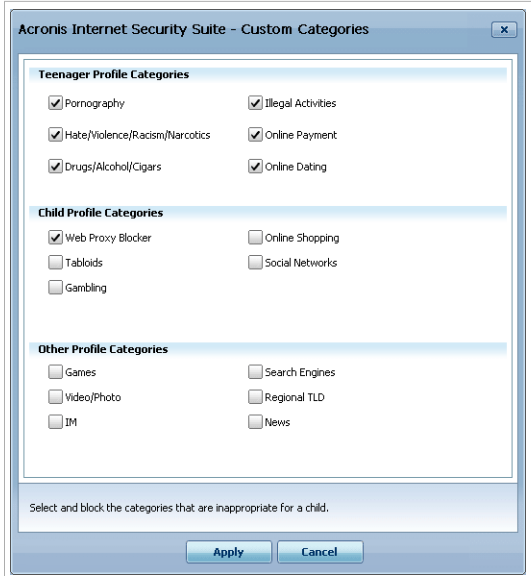 Acronis Internet Security Suite - Custom Categories
Teenager Profile Categories
Pornography
Illegal Activities
Hate/Violence/Racism/Narcotics
Online Payment
Drugs/Alcohol/Cigars
Online Dating
Child Profile Categories
Web Proxy Blocker
Online Shopping
Tabloids
Social Networks
Gambling
Other Profile Categories
Games
Search Engines
Video/Photo
Regional TLD
IM
News
Select and block the categories that are inappropriate for a child.
Apply
Cancel